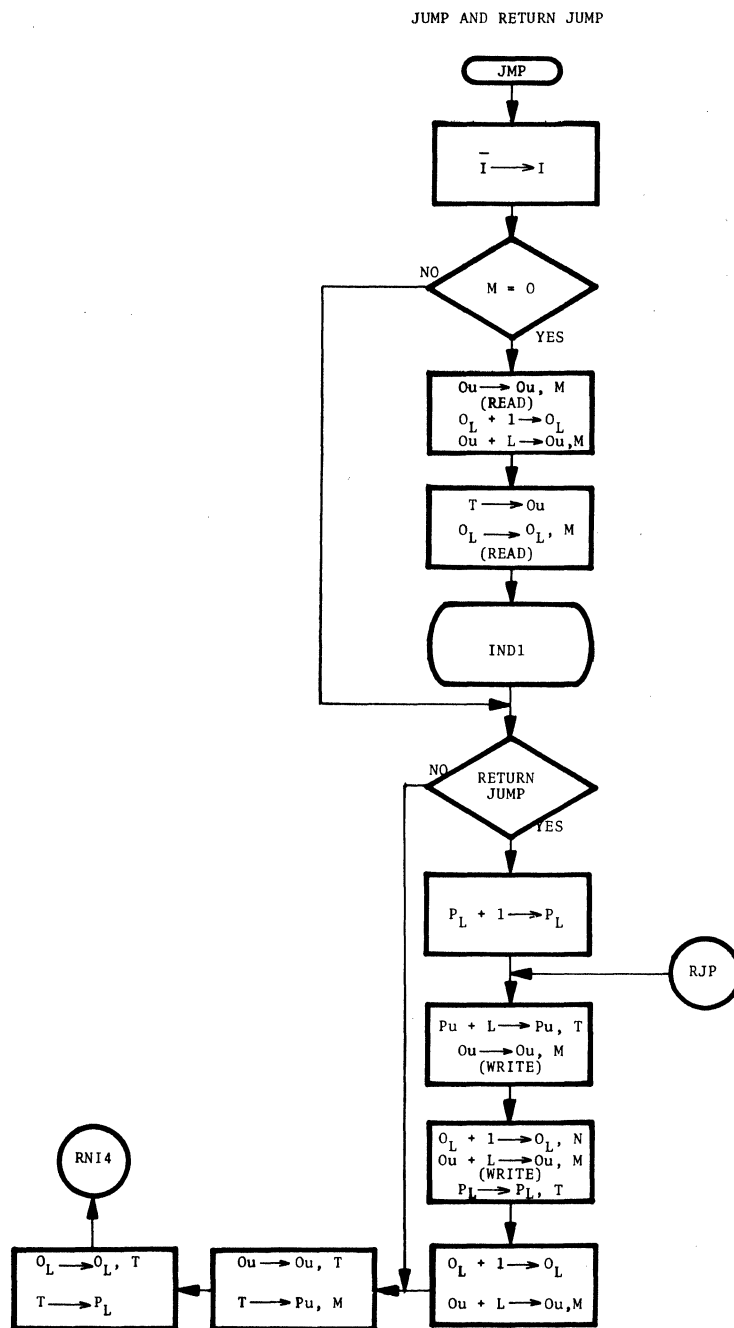 JUMP AND RETURN JUMP
JMP
Ī ⟶ I
NO
M = O
YES
Ou ⟶ Ou, M
(READ)
O_L + 1 ⟶ O_L
Ou + L ⟶ Ou,M
T ⟶ Ou
O_L ⟶ O_L, M
(READ)
IND1
NO
RETURN
JUMP
YES
P_L + 1 ⟶ P_L
RJP
Pu + L ⟶ Pu, T
Ou ⟶ Ou, M
(WRITE)
O_L + 1 ⟶ O_L, N
Ou + L ⟶ Ou, M
(WRITE)
P_L ⟶ P_L, T
RNI4
O_L ⟶ O_L, T
T ⟶ P_L
Ou ⟶ Ou, T
T ⟶ Pu, M
O_L + 1 ⟶ O_L
Ou + L ⟶ Ou,M